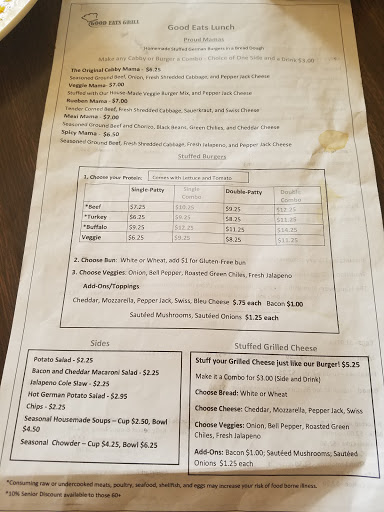 GOOD EATS GRILL
Good Eats Lunch
Proud Mamas
Homemade Stuffed German Burgers in a Bread Dough
Make any Cabby or Burger a Combo - Choice of One Side and a Drink $3.00
The Original Cabby Mama - $6.25
Seasoned Ground Beef, Onion, Fresh Shredded Cabbage, and Pepper Jack Cheese
Veggie Mama - $7.00
Stuffed with Our House-Made Veggie Burger Mix, and Pepper Jack Cheese
Rueben Mama - $7.00
Tender Corned Beef, Fresh Shredded Cabbage, Sauerkraut, and Swiss Cheese
Mexi Mama - $7.00
Seasoned Ground Beef and Chorizo, Black Beans, Green Chilies, and Cheddar Cheese
Spicy Mama - $6.50
Seasoned Ground Beef, Fresh Shredded Cabbage, Fresh Jalapeno, and Pepper Jack Cheese
Stuffed Burgers
1. Choose your Protein: Comes with Lettuce and Tomato
Single-Patty Single Combo Double-Patty Double Combo
*Beef $7.25 $10.25 $9.25 $12.25
*Turkey $6.25 $9.25 $8.25 $11.25
*Buffalo $9.25 $12.25 $11.25 $14.25
Veggie $6.25 $9.25 $8.25 $11.25
2. Choose Bun: White or Wheat, add $1 for Gluten-Free bun
3. Choose Veggies: Onion, Bell Pepper, Roasted Green Chiles, Fresh Jalapeno
Add-Ons/Toppings
Cheddar, Mozzarella, Pepper Jack, Swiss, Bleu Cheese $.75 each Bacon $1.00
Sautéed Mushrooms, Sautéed Onions $1.25 each
Sides
Potato Salad - $2.25
Bacon and Cheddar Macaroni Salad - $2.25
Jalapeno Cole Slaw - $2.25
Hot German Potato Salad - $2.95
Chips - $2.25
Seasonal Housemade Soups – Cup $2.50, Bowl
$4.50
Seasonal Chowder – Cup $4.25, Bowl $6.25
Stuffed Grilled Cheese
Stuff your Grilled Cheese just like our Burger! $5.25
Make it a Combo for $3.00 (Side and Drink)
Choose Bread: White or Wheat
Choose Cheese: Cheddar, Mozzarella, Pepper Jack, Swiss
Choose Veggies: Onion, Bell Pepper, Roasted Green
Chiles, Fresh Jalapeno
Add-Ons: Bacon $1.00; Sautéed Mushrooms, Sautéed
Onions $1.25 each
*Consuming raw or undercooked meats, poultry, seafood, shellfish, and eggs may increase your risk of food borne illness.
*10% Senior Discount available to those 60+